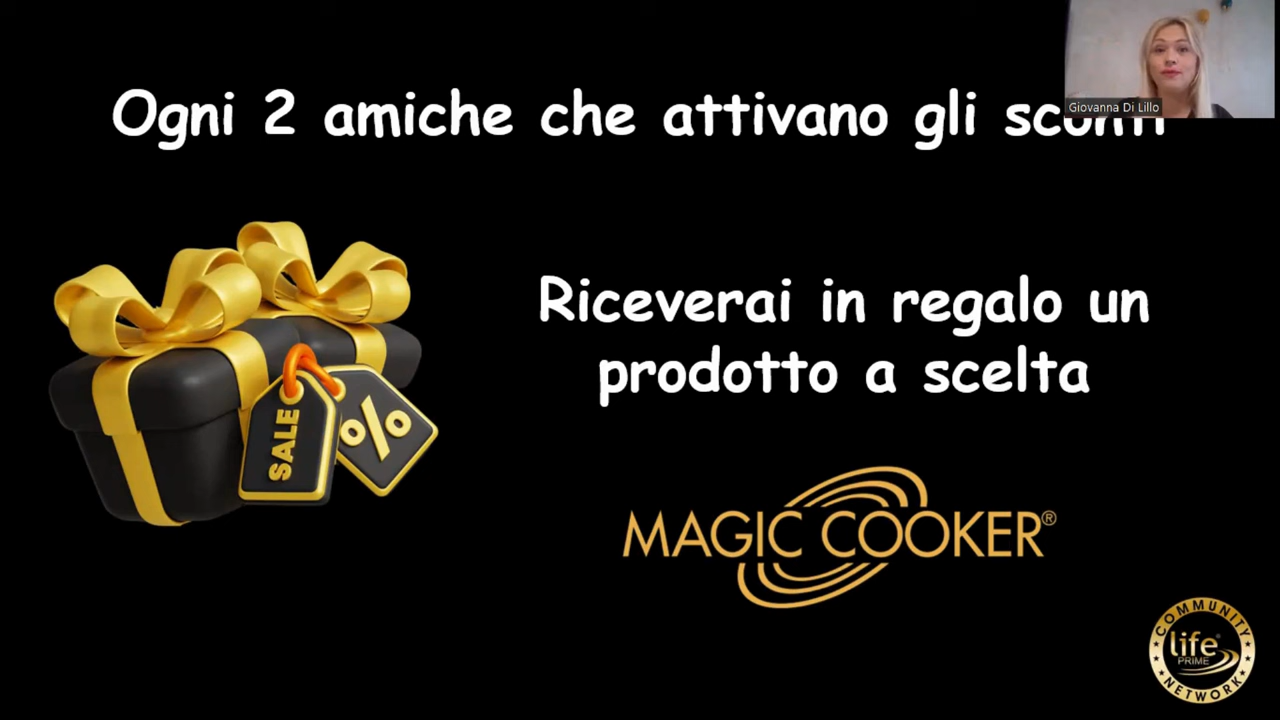 Ogni 2 amiche che attivano gli sconti
Giovanna Di Lillo
Riceverai in regalo un
prodotto a scelta
SALE
%
MAGIC COOKER®
COMMUNITY
life®
PRIME
NETWORK